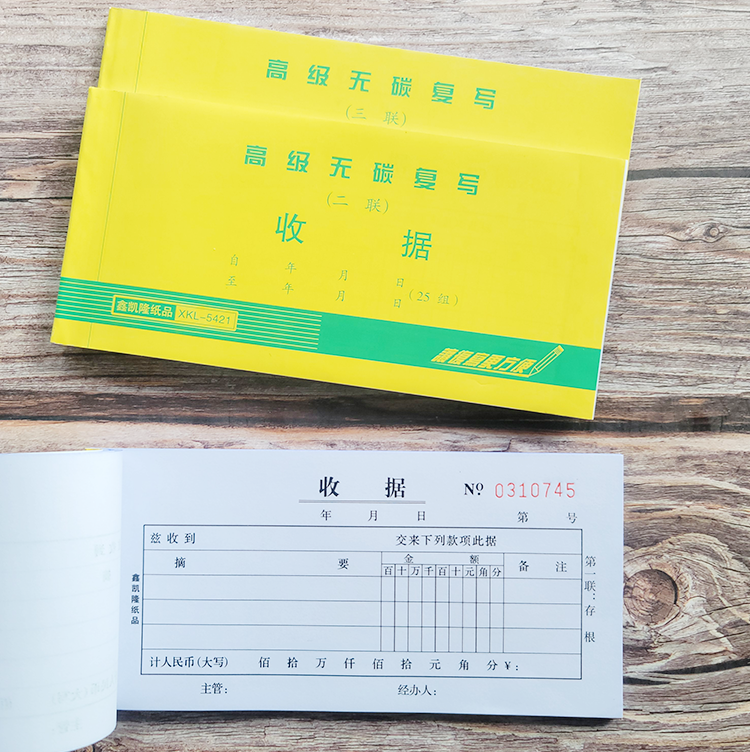 高级无碳复写
(三 联)
高级无碳复写
(二 联)
收 据
自 年 月 日
至 年 月 日 (25 组)
鑫凯隆纸品 XKL-5421
收 据 Nº 0310745
年 月 日 第 号
兹收到 交来下列款项此据
摘 要 金 额 备 注
百十万千百十元角分
第一联:存根
鑫凯隆纸品
计人民币(大写) 佰 拾 万 仟 佰 拾 元 角 分 ¥:
主管: 经办人: